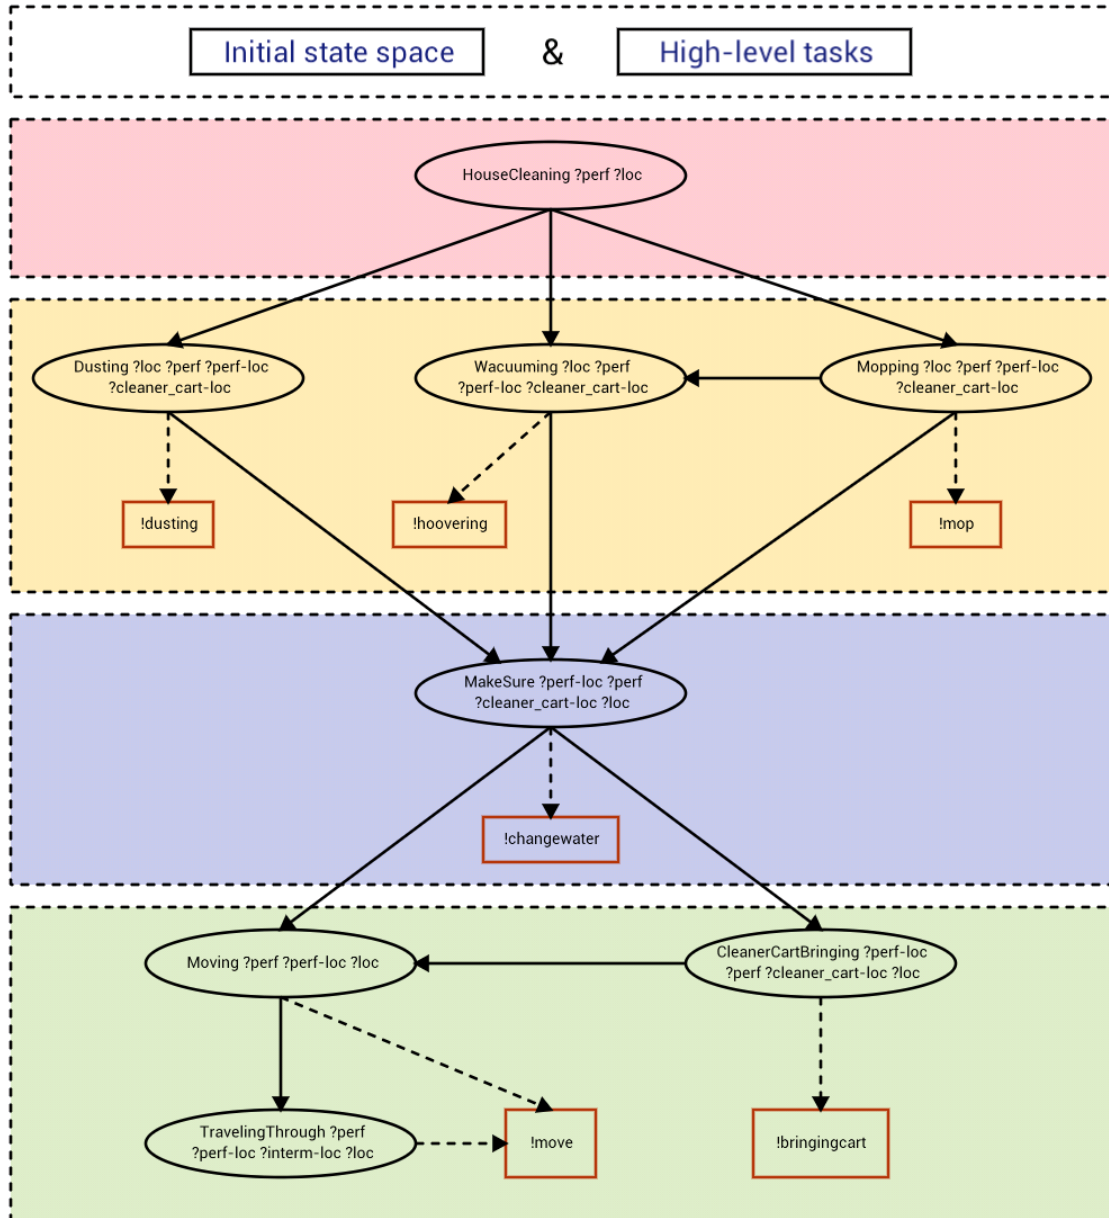 Initial state space
&
High-level tasks
HouseCleaning ?perf ?loc
Dusting ?loc ?perf ?perf-loc
?cleaner_cart-loc
Wacuuming ?loc ?perf
?perf-loc ?cleaner_cart-loc
Mopping ?loc ?perf ?perf-loc
?cleaner_cart-loc
!dusting
!hoovering
!mop
MakeSure ?perf-loc ?perf
?cleaner_cart-loc ?loc
!changewater
Moving ?perf ?perf-loc ?loc
CleanerCartBringing ?perf-loc
?perf ?cleaner_cart-loc ?loc
TravelingThrough ?perf
?perf-loc ?interm-loc ?loc
!move
!bringingcart